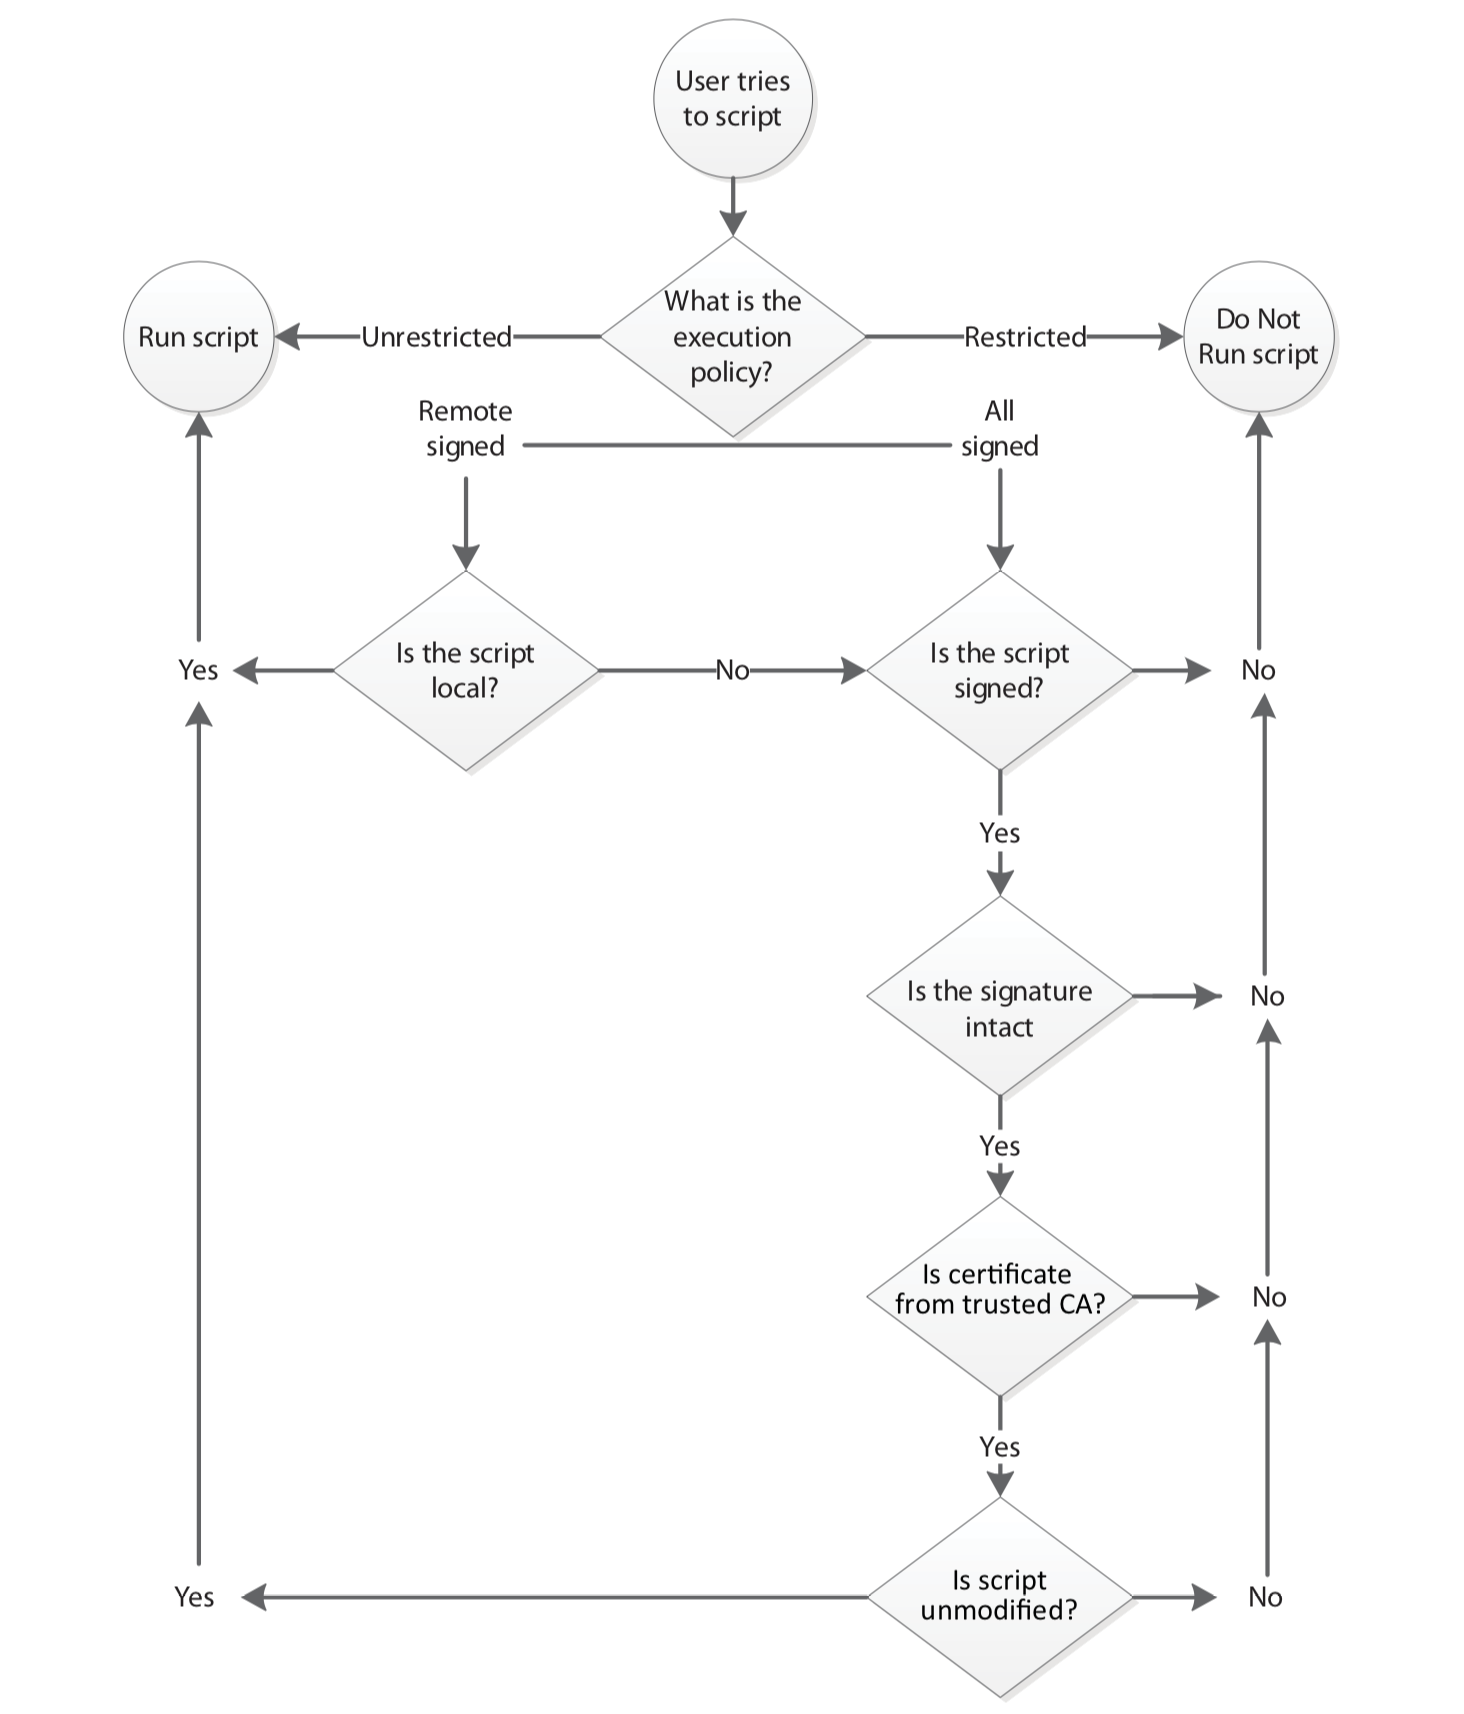 User tries
to script
What is the
execution
policy?
Run script
Unrestricted
Restricted
Do Not
Run script
Remote
signed
All
signed
Yes
Is the script
local?
No
Is the script
signed?
No
Yes
Is the signature
intact
No
Yes
Is certificate
from trusted CA?
No
Yes
Yes
Is script
unmodified?
No